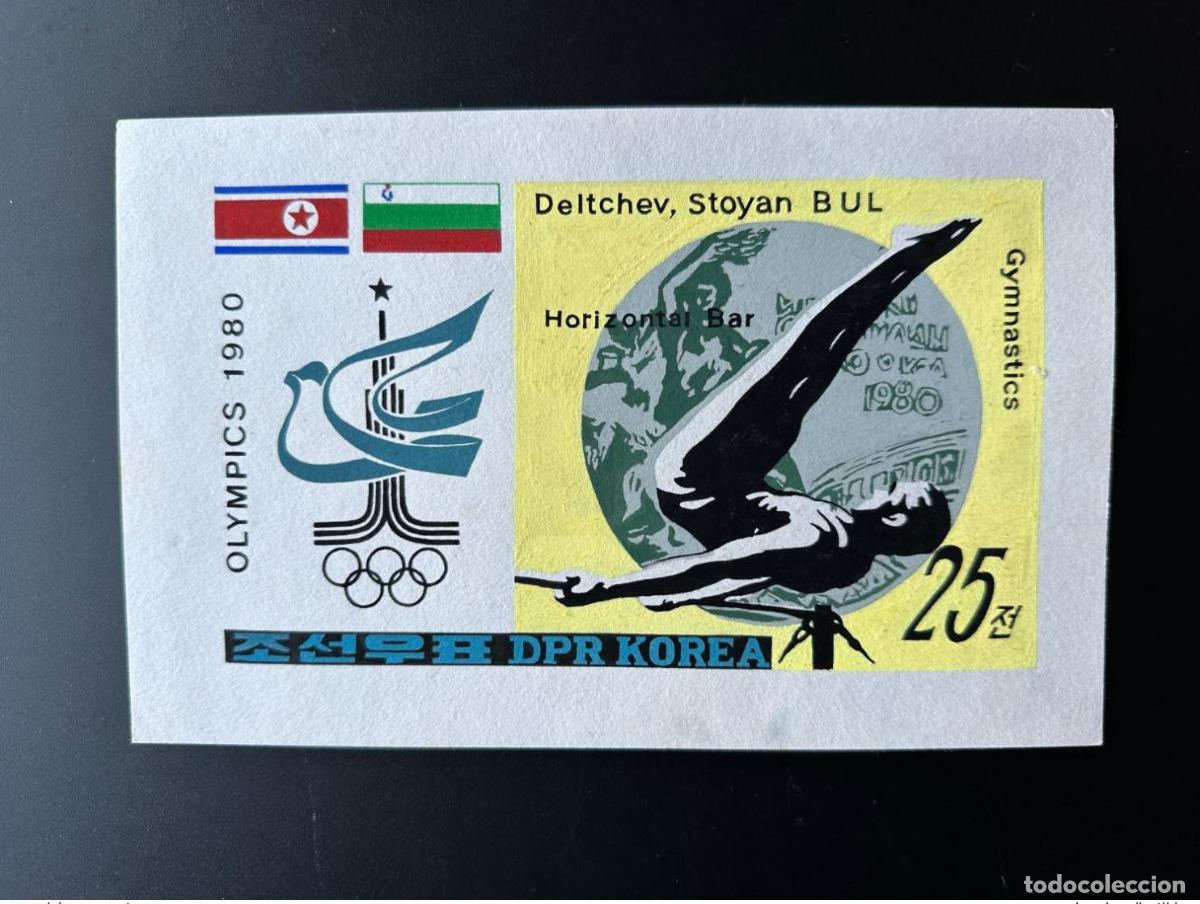 Deltchev, Stoyan BUL
Horizontal Bar
Gymnastics
OLYMPICS 1980
1980
25전
조선우표 DPR KOREA
todocoleccion